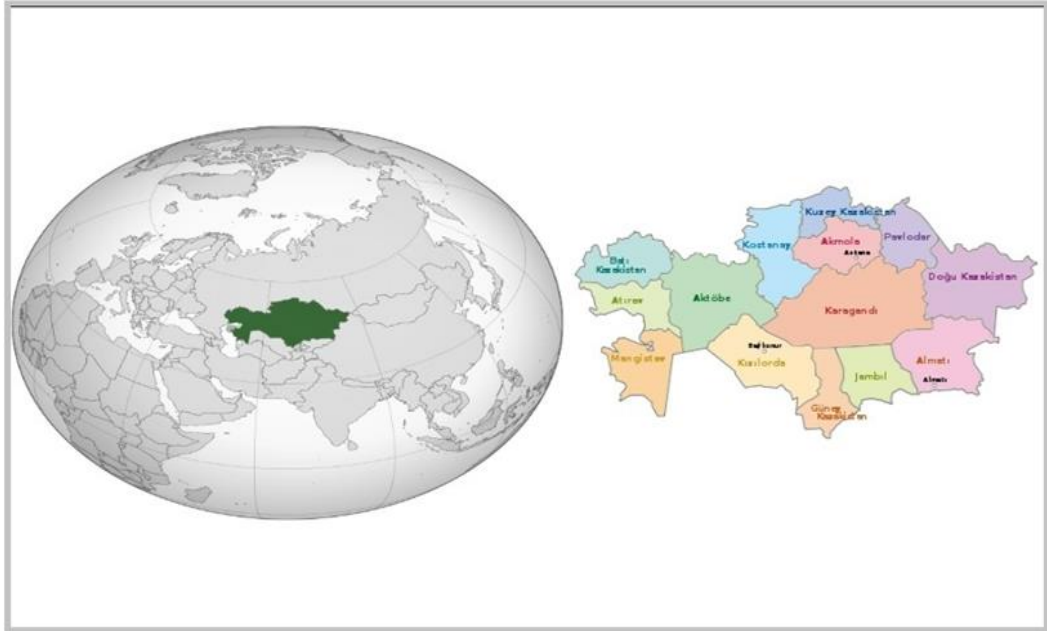 Kuzey Kazakistan
Kostanay
Akmola
Astana
Pavlodar
Batı
Kazakistan
Doğu Kazakistan
Atırav
Aktöbe
Karagandı
Mangistav
Baykonur
Kızılorda
Almatı
Almatı
Jambıl
Güney
Kazakistan